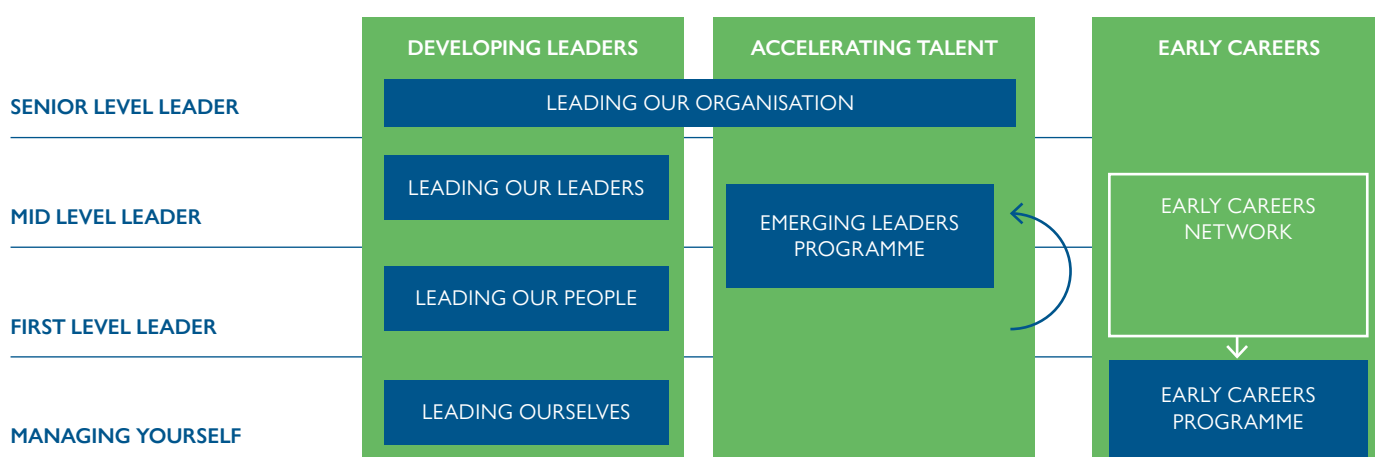 DEVELOPING LEADERS
ACCELERATING TALENT
EARLY CAREERS
SENIOR LEVEL LEADER
LEADING OUR ORGANISATION
MID LEVEL LEADER
LEADING OUR LEADERS
EMERGING LEADERS
PROGRAMME
EARLY CAREERS
NETWORK
FIRST LEVEL LEADER
LEADING OUR PEOPLE
MANAGING YOURSELF
LEADING OURSELVES
EARLY CAREERS
PROGRAMME